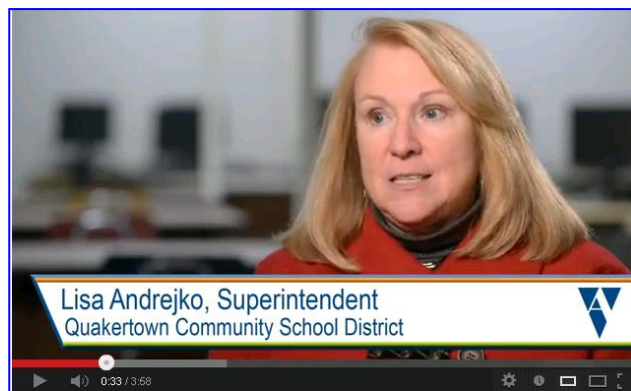 Lisa Andrejko, Superintendent
Quakertown Community School District
0:33 / 3:58